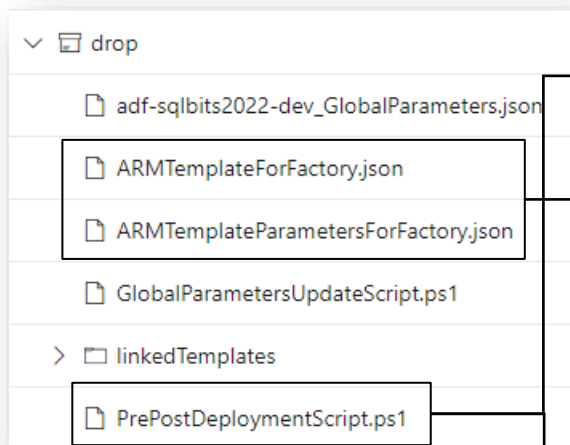 drop
adf-sqlbits2022-dev_GlobalParameters.json
ARMTemplateForFactory.json
ARMTemplateParametersForFactory.json
GlobalParametersUpdateScript.ps1
linkedTemplates
PrePostDeploymentScript.ps1